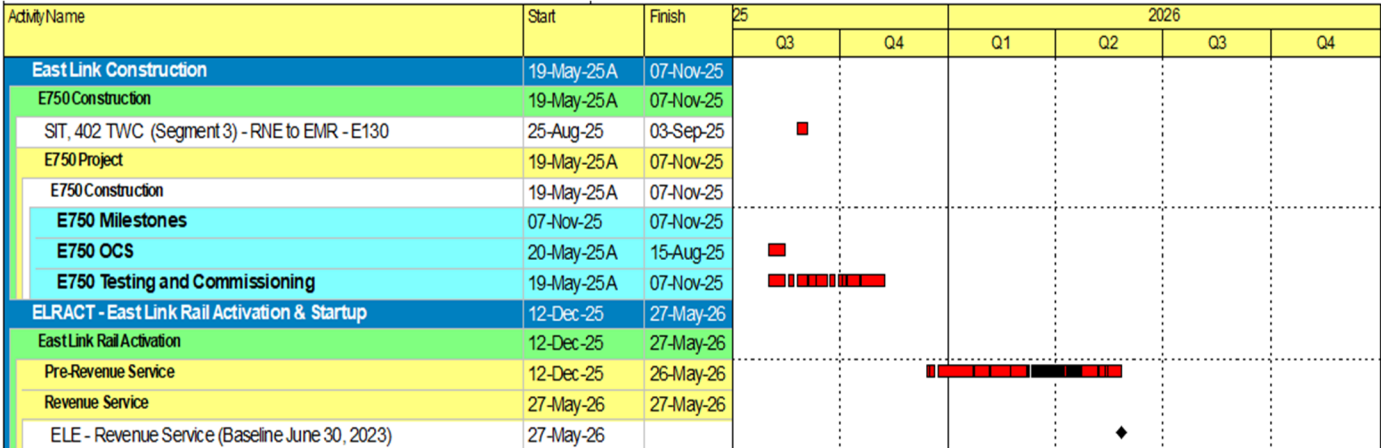 Activity Name Start Finish 25 2026
Q3 Q4 Q1 Q2 Q3 Q4
East Link Construction 19-May-25A 07-Nov-25
E750 Construction 19-May-25A 07-Nov-25
SIT, 402 TWC (Segment 3) - RNE to EMR - E130 25-Aug-25 03-Sep-25
E750 Project 19-May-25A 07-Nov-25
E750 Construction 19-May-25A 07-Nov-25
E750 Milestones 07-Nov-25 07-Nov-25
E750 OCS 20-May-25A 15-Aug-25
E750 Testing and Commissioning 19-May-25A 07-Nov-25
ELRACT - East Link Rail Activation & Startup 12-Dec-25 27-May-26
East Link Rail Activation 12-Dec-25 27-May-26
Pre-Revenue Service 12-Dec-25 26-May-26
Revenue Service 27-May-26 27-May-26
ELE - Revenue Service (Baseline June 30, 2023) 27-May-26